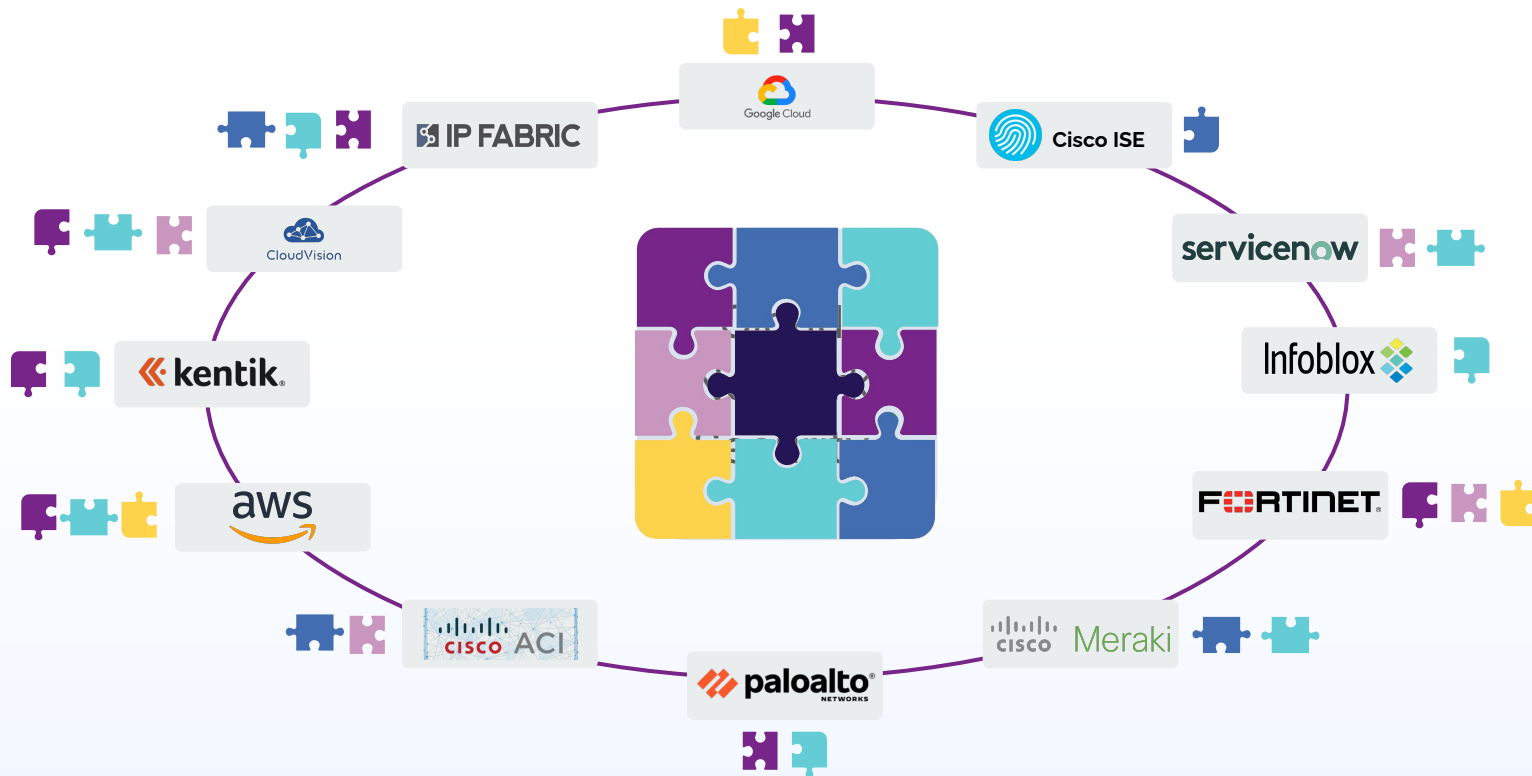 Google Cloud
IP FABRIC
Cisco ISE
CloudVision
servicenow
kentik®
Infoblox
aws
FORTINET®
CISCO ACI
CISCO Meraki
paloalto®
NETWORKS